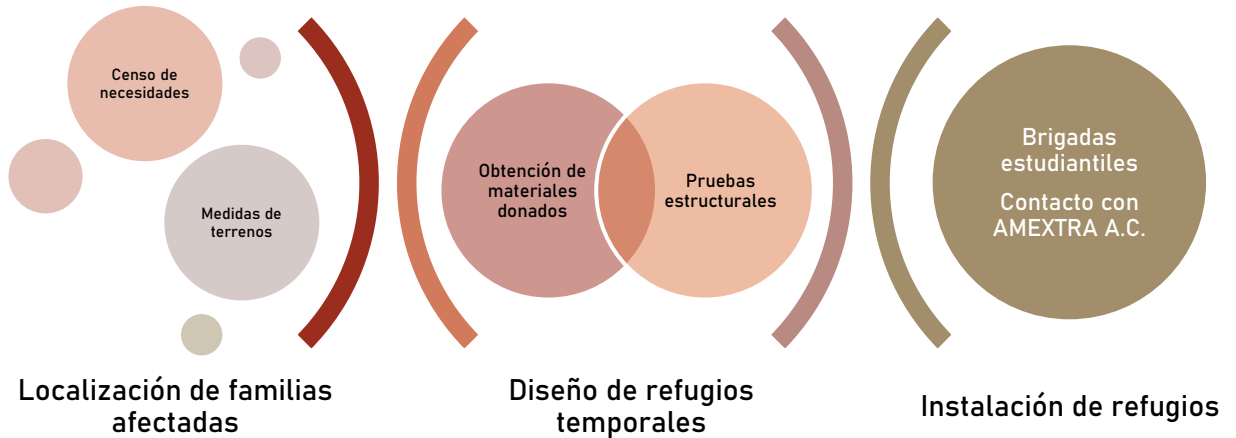 Censo de
necesidades
Medidas de
terrenos
Localización de familias
afectadas
Obtención de
materiales
donados
Pruebas
estructurales
Diseño de refugios
temporales
Brigadas
estudiantiles
Contacto con
AMEXTRA A.C.
Instalación de refugios